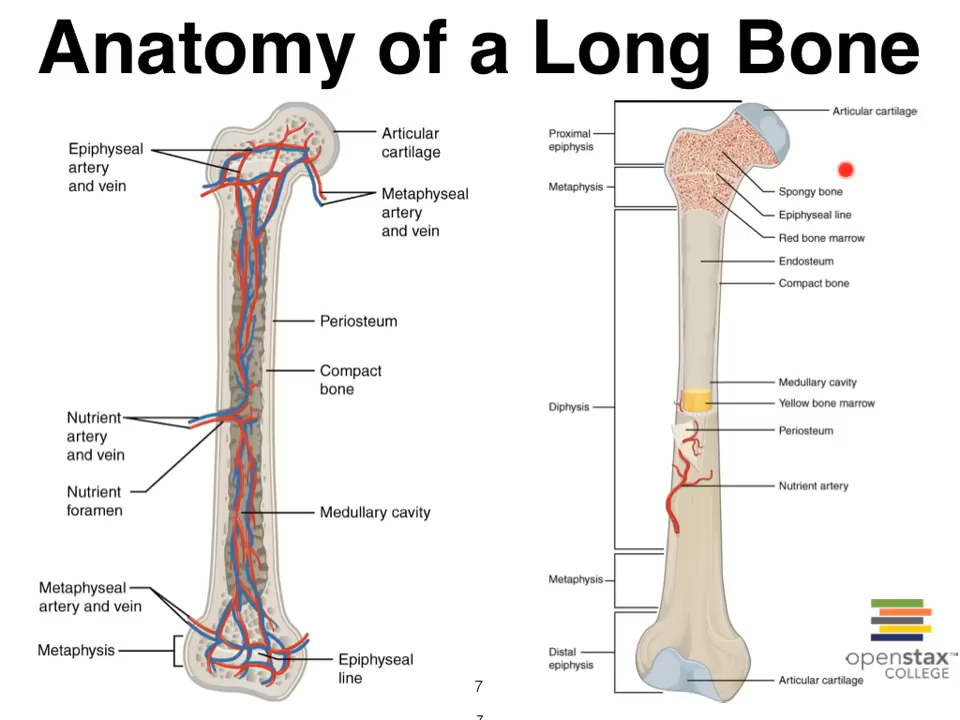 Anatomy of a Long Bone
Epiphyseal
artery
and vein
Articular
cartilage
Metaphyseal
artery
and vein
Periosteum
Compact
bone
Nutrient
artery
and vein
Nutrient
foramen
Medullary cavity
Metaphyseal
artery and vein
Metaphysis
Epiphyseal
line
Articular cartilage
Proximal
epiphysis
Metaphysis
Spongy bone
Epiphyseal line
Red bone marrow
Endosteum
Compact bone
Medullary cavity
Diphysis
Yellow bone marrow
Periosteum
Nutrient artery
Metaphysis
Distal
epiphysis
Articular cartilage
openstax™
COLLEGE
7
7